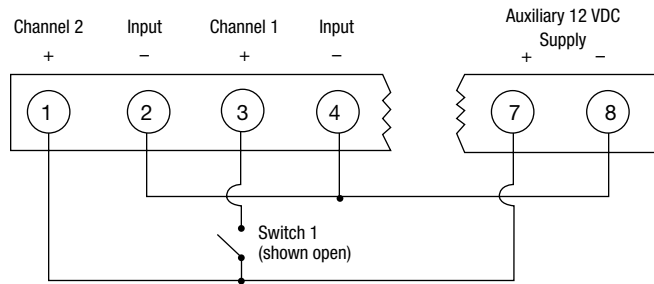 Channel 2 Input Channel 1 Input
+ – + –
Auxiliary 12 VDC
Supply
+ –
1 2 3 4 7 8
Switch 1
(shown open)